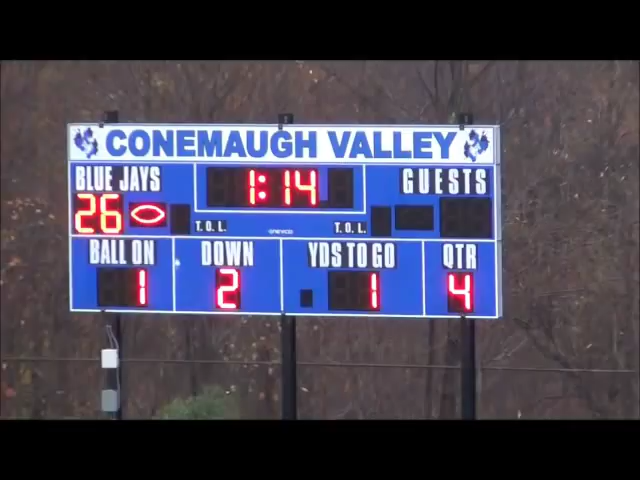 CONEMAUGH VALLEY
BLUE JAYS 1:14 GUESTS
26
T. O. L. T. O. L.
BALL ON DOWN YDS TO GO QTR
1 2 1 4